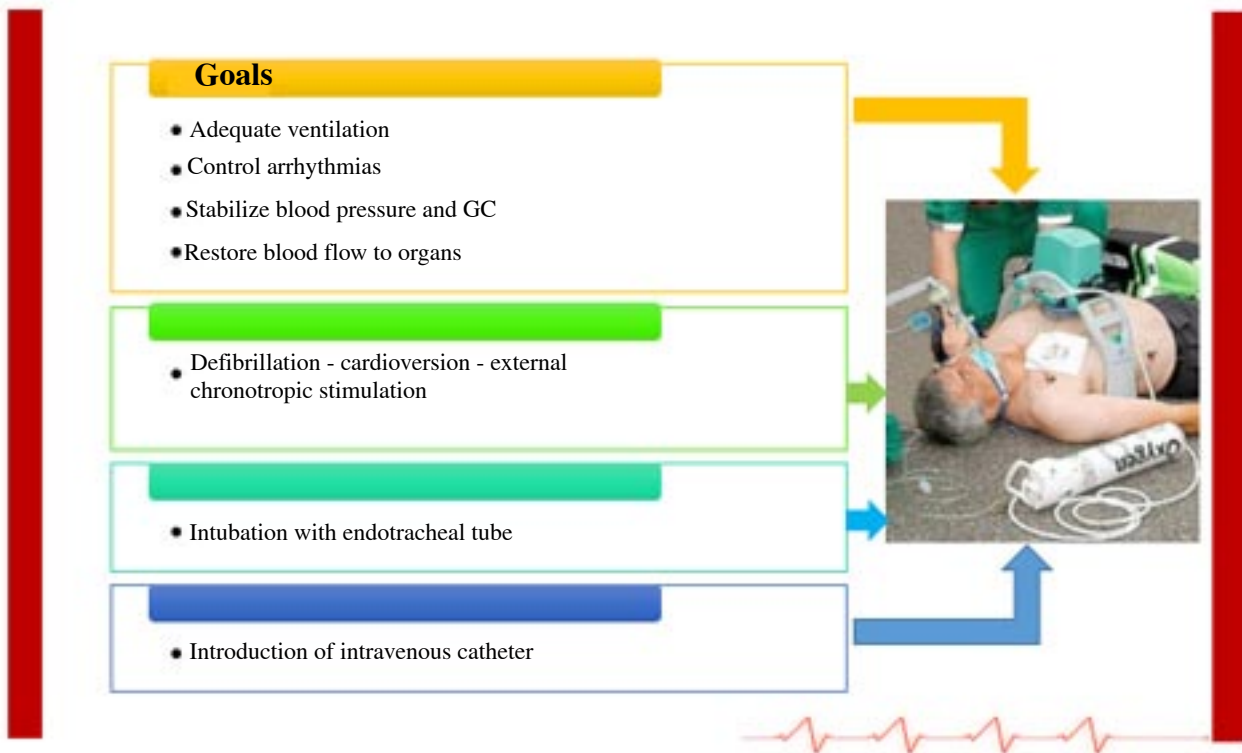 Goals
• Adequate ventilation
• Control arrhythmias
• Stabilize blood pressure and GC
• Restore blood flow to organs
• Defibrillation - cardioversion - external
chronotropic stimulation
• Intubation with endotracheal tube
• Introduction of intravenous catheter
Oxygen